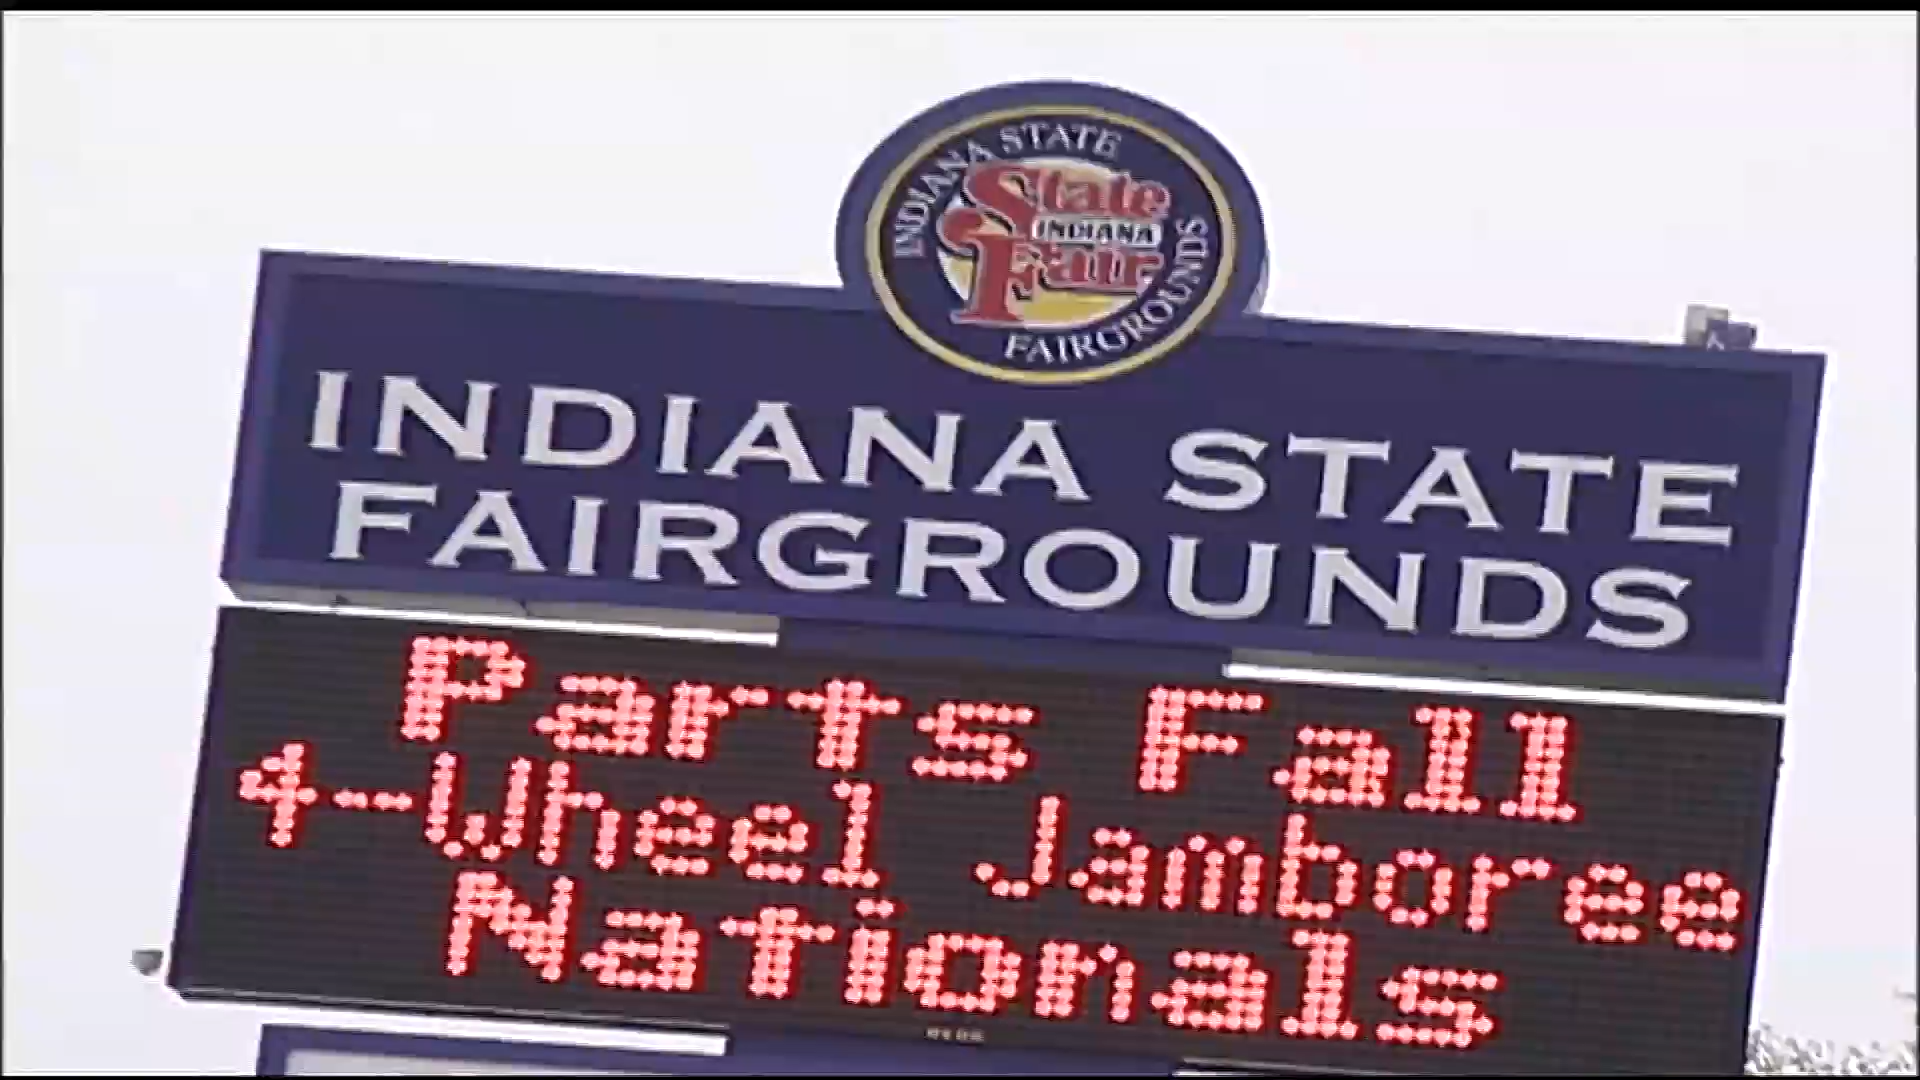 INDIANA STATE
State
INDIANA
Fair
FAIRGROUNDS
INDIANA STATE
FAIRGROUNDS
Parts Fall
4-Wheel Jamboree
Nationals